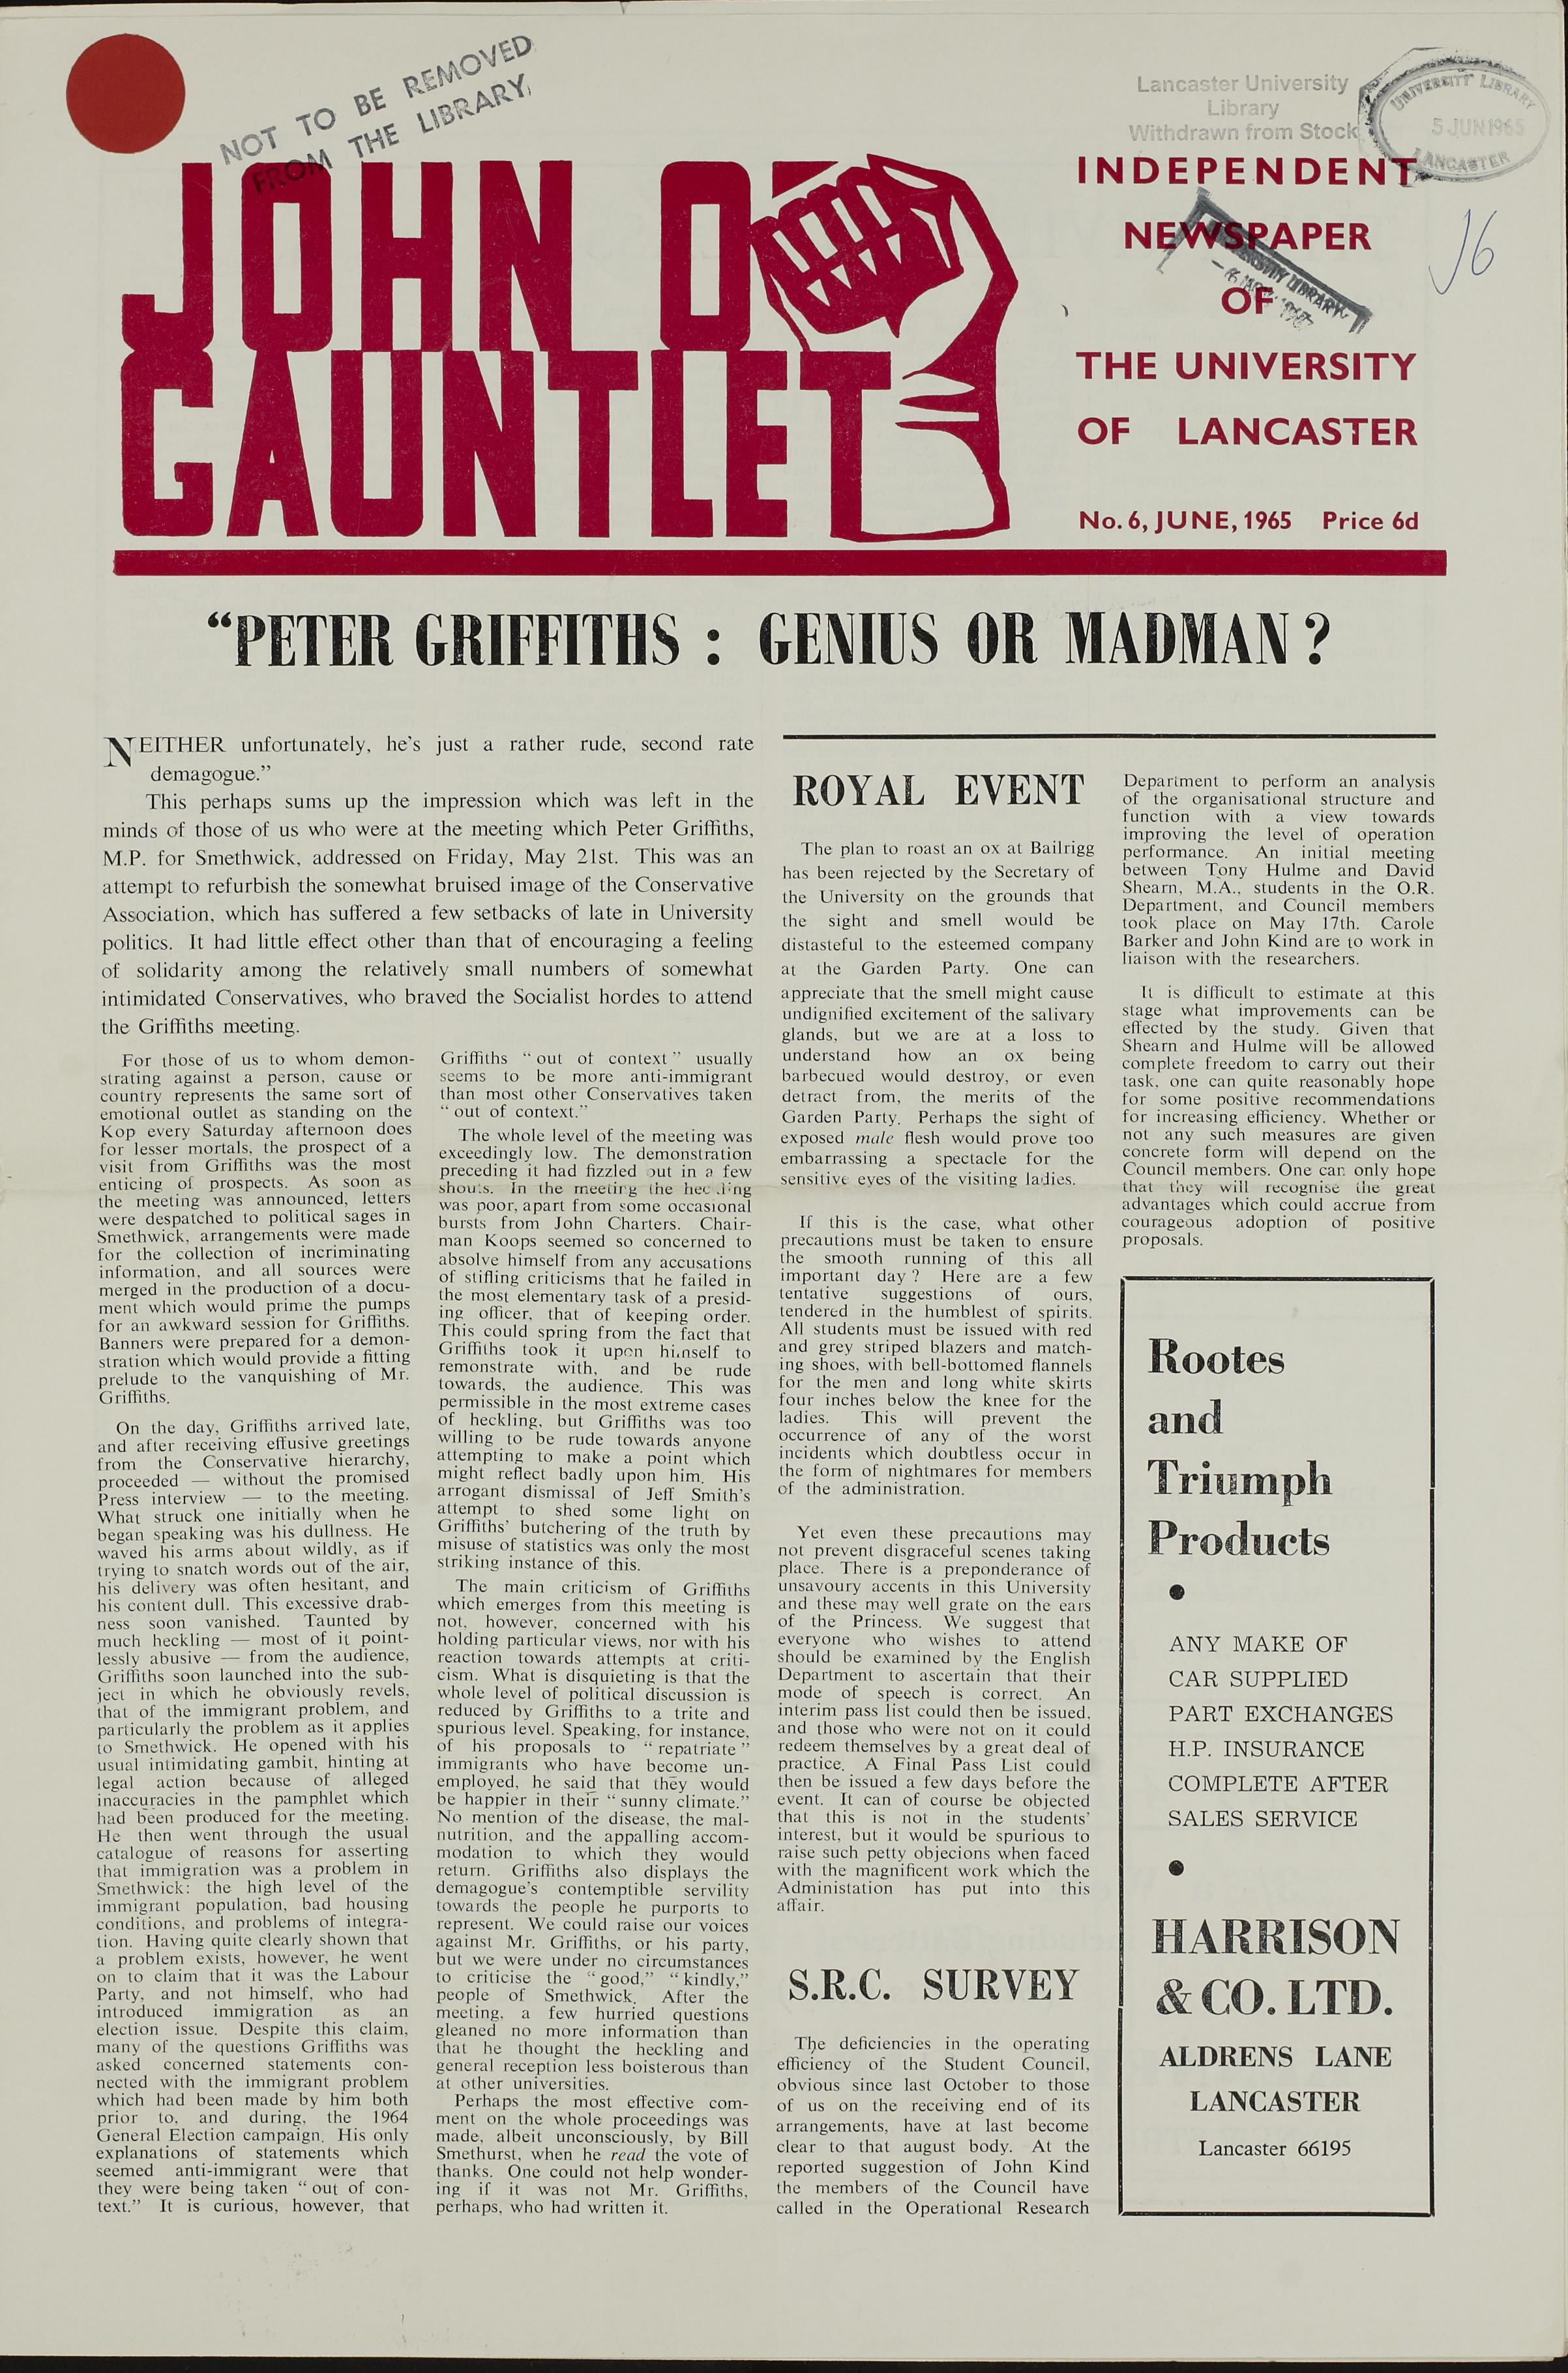 NOT TO BE REMOVED
FROM THE LIBRARY.
Lancaster University
Library
Withdrawn from Stock
UNIVERSITY LIBRARY
5 JUN 1965
LANCASTER
JOHN O
GAUNTLET
INDEPENDENT
NEWSPAPER
OF
THE UNIVERSITY
OF LANCASTER
No. 6, JUNE, 1965 Price 6d
J6
"PETER GRIFFITHS : GENIUS OR MADMAN ?
NEITHER unfortunately, he's just a rather rude, second rate
demagogue."
This perhaps sums up the impression which was left in the
minds of those of us who were at the meeting which Peter Griffiths,
M.P. for Smethwick, addressed on Friday, May 21st. This was an
attempt to refurbish the somewhat bruised image of the Conservative
Association, which has suffered a few setbacks of late in University
politics. It had little effect other than that of encouraging a feeling
of solidarity among the relatively small numbers of somewhat
intimidated Conservatives, who braved the Socialist hordes to attend
the Griffiths meeting.
For those of us to whom demon-
strating against a person, cause or
country represents the same sort of
emotional outlet as standing on the
Kop every Saturday afternoon does
for lesser mortals, the prospect of a
visit from Griffiths was the most
enticing of prospects. As soon as
the meeting was announced, letters
were despatched to political sages in
Smethwick, arrangements were made
for the collection of incriminating
information, and all sources were
merged in the production of a docu-
ment which would prime the pumps
for an awkward session for Griffiths.
Banners were prepared for a demon-
stration which would provide a fitting
prelude to the vanquishing of Mr.
Griffiths.
On the day, Griffiths arrived late,
and after receiving effusive greetings
from the Conservative hierarchy,
proceeded — without the promised
Press interview — to the meeting.
What struck one initially when he
began speaking was his dullness. He
waved his arms about wildly, as if
trying to snatch words out of the air,
his delivery was often hesitant, and
his content dull. This excessive drab-
ness soon vanished. Taunted by
much heckling — most of it point-
lessly abusive — from the audience,
Griffiths soon launched into the sub-
ject in which he obviously revels,
that of the immigrant problem, and
particularly the problem as it applies
to Smethwick. He opened with his
usual intimidating gambit, hinting at
legal action because of alleged
inaccuracies in the pamphlet which
had been produced for the meeting.
He then went through the usual
catalogue of reasons for asserting
that immigration was a problem in
Smethwick: the high level of the
immigrant population, bad housing
conditions, and problems of integra-
tion. Having quite clearly shown that
a problem exists, however, he went
on to claim that it was the Labour
Party, and not himself, who had
introduced immigration as an
election issue. Despite this claim,
many of the questions Griffiths was
asked concerned statements con-
nected with the immigrant problem
which had been made by him both
prior to, and during, the 1964
General Election campaign. His only
explanations of statements which
seemed anti-immigrant were that
they were being taken "out of con-
text." It is curious, however, that
Griffiths "out of context" usually
seems to be more anti-immigrant
than most other Conservatives taken
"out of context."
The whole level of the meeting was
exceedingly low. The demonstration
preceding it had fizzled out in a few
shouts. In the meeting the heckling
was poor, apart from some occasional
bursts from John Charters. Chair-
man Koops seemed so concerned to
absolve himself from any accusations
of stifling criticisms that he failed in
the most elementary task of a presid-
ing officer, that of keeping order.
This could spring from the fact that
Griffiths took it upon himself to
remonstrate with, and be rude
towards, the audience. This was
permissible in the most extreme cases
of heckling, but Griffiths was too
willing to be rude towards anyone
attempting to make a point which
might reflect badly upon him. His
arrogant dismissal of Jeff Smith's
attempt to shed some light on
Griffiths' butchering of the truth by
misuse of statistics was only the most
striking instance of this.
The main criticism of Griffiths
which emerges from this meeting is
not, however, concerned with his
holding particular views, nor with his
reaction towards attempts at criti-
cism. What is disquieting is that the
whole level of political discussion is
reduced by Griffiths to a trite and
spurious level. Speaking, for instance,
of his proposals to "repatriate"
immigrants who have become un-
employed, he said that they would
be happier in their "sunny climate."
No mention of the disease, the mal-
nutrition, and the appalling accom-
modation to which they would
return. Griffiths also displays the
demagogue's contemptible servility
towards the people he purports to
represent. We could raise our voices
against Mr. Griffiths, or his party,
but we were under no circumstances
to criticise the "good," "kindly,"
people of Smethwick. After the
meeting, a few hurried questions
gleaned no more information than
that he thought the heckling and
general reception less boisterous than
at other universities.
Perhaps the most effective com-
ment on the whole proceedings was
made, albeit unconsciously, by Bill
Smethurst, when he read the vote of
thanks. One could not help wonder-
ing if it was not Mr. Griffiths,
perhaps, who had written it.
ROYAL EVENT
The plan to roast an ox at Bailrigg
has been rejected by the Secretary of
the University on the grounds that
the sight and smell would be
distasteful to the esteemed company
at the Garden Party. One can
appreciate that the smell might cause
undignified excitement of the salivary
glands, but we are at a loss to
understand how an ox being
barbecued would destroy, or even
detract from, the merits of the
Garden Party. Perhaps the sight of
exposed male flesh would prove too
embarrassing a spectacle for the
sensitive eyes of the visiting ladies.
If this is the case, what other
precautions must be taken to ensure
the smooth running of this all
important day? Here are a few
tentative suggestions of ours,
tendered in the humblest of spirits.
All students must be issued with red
and grey striped blazers and match-
ing shoes, with bell-bottomed flannels
for the men and long white skirts
four inches below the knee for the
ladies. This will prevent the
occurrence of any of the worst
incidents which doubtless occur in
the form of nightmares for members
of the administration.
Yet even these precautions may
not prevent disgraceful scenes taking
place. There is a preponderance of
unsavoury accents in this University
and these may well grate on the ears
of the Princess. We suggest that
everyone who wishes to attend
should be examined by the English
Department to ascertain that their
mode of speech is correct. An
interim pass list could then be issued,
and those who were not on it could
redeem themselves by a great deal of
practice. A Final Pass List could
then be issued a few days before the
event. It can of course be objected
that this is not in the students'
interest, but it would be spurious to
raise such petty objecions when faced
with the magnificent work which the
Administation has put into this
affair.
S.R.C. SURVEY
The deficiencies in the operating
efficiency of the Student Council,
obvious since last October to those
of us on the receiving end of its
arrangements, have at last become
clear to that august body. At the
reported suggestion of John Kind
the members of the Council have
called in the Operational Research
Department to perform an analysis
of the organisational structure and
function with a view towards
improving the level of operation
performance. An initial meeting
between Tony Hulme and David
Shearn, M.A., students in the O.R.
Department, and Council members
took place on May 17th. Carole
Barker and John Kind are to work in
liaison with the researchers.
It is difficult to estimate at this
stage what improvements can be
effected by the study. Given that
Shearn and Hulme will be allowed
complete freedom to carry out their
task, one can quite reasonably hope
for some positive recommendations
for increasing efficiency. Whether or
not any such measures are given
concrete form will depend on the
Council members. One can only hope
that they will recognise the great
advantages which could accrue from
courageous adoption of positive
proposals.
Rootes
and
Triumph
Products
ANY MAKE OF
CAR SUPPLIED
PART EXCHANGES
H.P. INSURANCE
COMPLETE AFTER
SALES SERVICE
HARRISON
& CO. LTD.
ALDRENS LANE
LANCASTER
Lancaster 66195